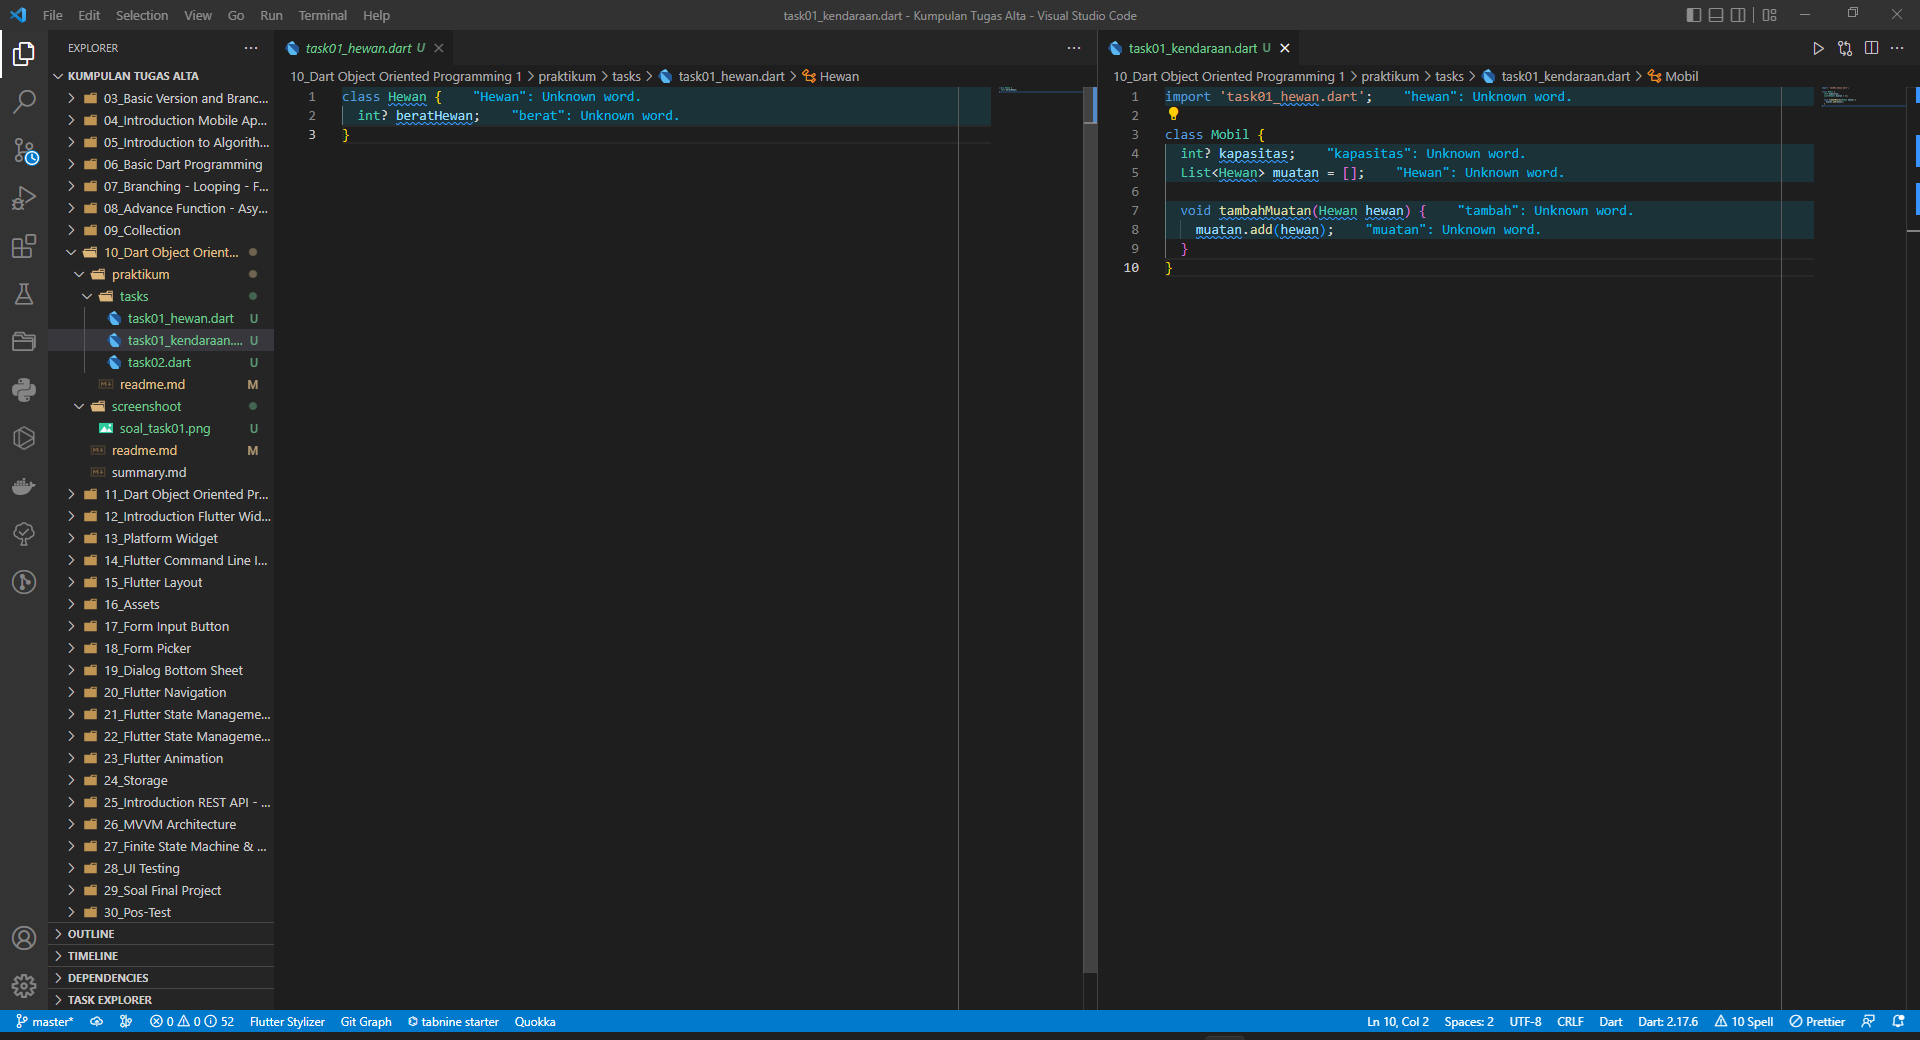 File Edit Selection View Go Run Terminal Help
task01_kendaraan.dart - Kumpulan Tugas Alta - Visual Studio Code
EXPLORER
KUMPULAN TUGAS ALTA
03_Basic Version and Branc...
04_Introduction Mobile Ap...
05_Introduction to Algorith...
06_Basic Dart Programming
07_Branching - Looping - F...
08_Advance Function - Asy...
09_Collection
10_Dart Object Orient...
praktikum
tasks
task01_hewan.dart U
task01_kendaraan.... U
task02.dart U
readme.md M
screenshoot
soal_task01.png U
readme.md M
summary.md
11_Dart Object Oriented Pr...
12_Introduction Flutter Wid...
13_Platform Widget
14_Flutter Command Line I...
15_Flutter Layout
16_Assets
17_Form Input Button
18_Form Picker
19_Dialog Bottom Sheet
20_Flutter Navigation
21_Flutter State Manageme...
22_Flutter State Manageme...
23_Flutter Animation
24_Storage
25_Introduction REST API - ...
26_MVVM Architecture
27_Finite State Machine & ...
28_UI Testing
29_Soal Final Project
30_Pos-Test
OUTLINE
TIMELINE
DEPENDENCIES
TASK EXPLORER
task01_hewan.dart U
10_Dart Object Oriented Programming 1 > praktikum > tasks > task01_hewan.dart > Hewan
1 class Hewan { "Hewan": Unknown word.
2 int? beratHewan; "berat": Unknown word.
3 }
task01_kendaraan.dart U
10_Dart Object Oriented Programming 1 > praktikum > tasks > task01_kendaraan.dart > Mobil
1 import 'task01_hewan.dart'; "hewan": Unknown word.
2
3 class Mobil {
4 int? kapasitas; "kapasitas": Unknown word.
5 List<Hewan> muatan = []; "Hewan": Unknown word.
6
7 void tambahMuatan(Hewan hewan) { "tambah": Unknown word.
8 muatan.add(hewan); "muatan": Unknown word.
9 }
10 }
master* 0 0 52 Flutter Stylizer Git Graph tabnine starter Quokka
Ln 10, Col 2 Spaces: 2 UTF-8 CRLF Dart Dart: 2.17.6 10 Spell Prettier